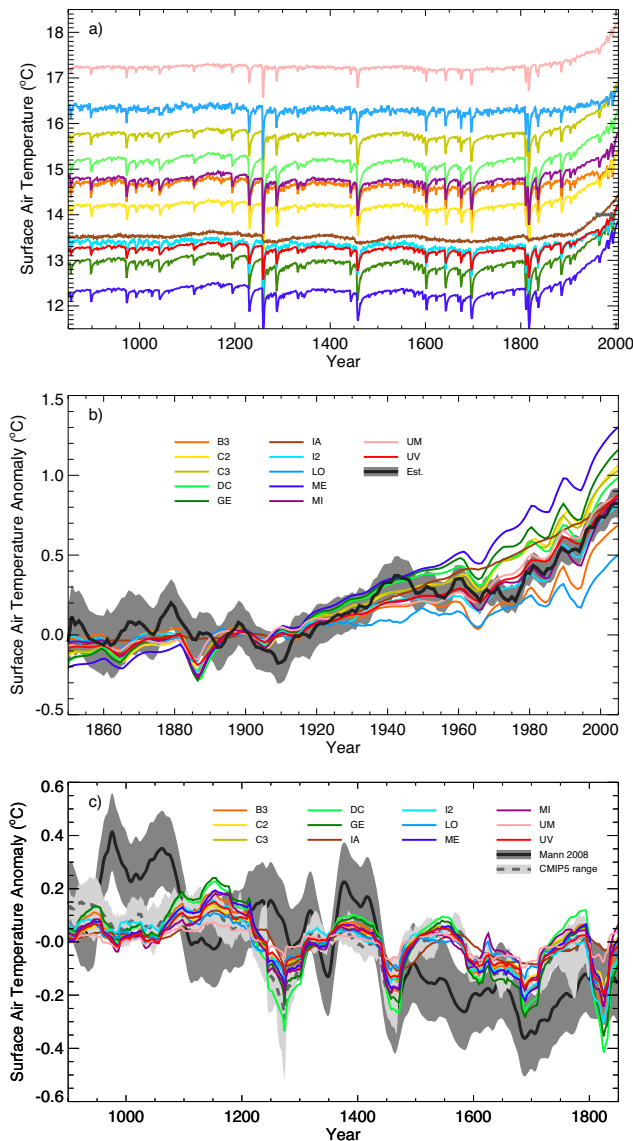 a)
Surface Air Temperature (°C)
18
17
16
15
14
13
12
1000
1200
1400
1600
1800
2000
Year
b)
Surface Air Temperature Anomaly (°C)
1.5
1.0
0.5
0.0
-0.5
B3
IA
UM
C2
I2
UV
C3
LO
Est.
DC
ME
GE
MI
1860
1880
1900
1920
1940
1960
1980
2000
Year
c)
Surface Air Temperature Anomaly (°C)
0.6
0.4
0.2
-0.0
-0.2
-0.4
-0.6
B3
DC
I2
MI
C2
GE
LO
UM
C3
IA
ME
UV
Mann 2008
CMIP5 range
1000
1200
1400
1600
1800
Year